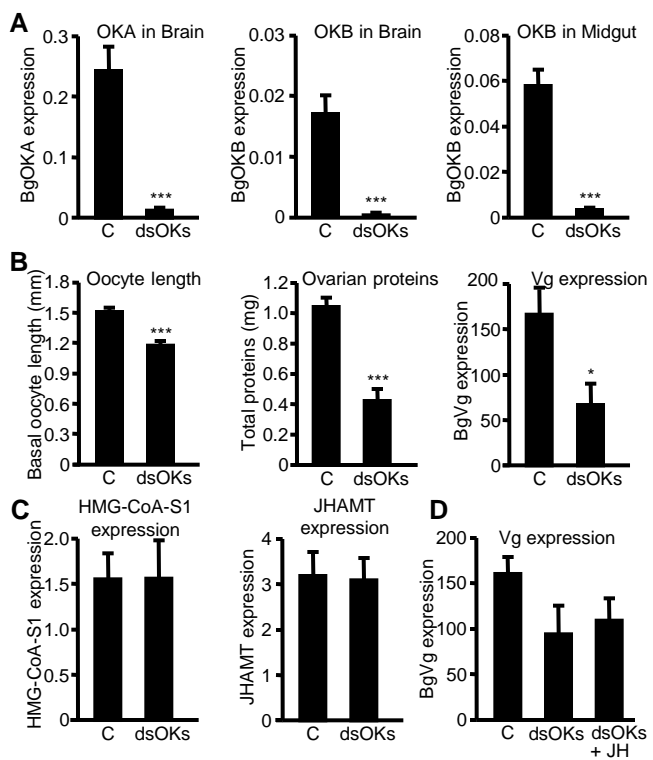 A
OKA in Brain
BgOKA expression
0.3
0.2
0.1
0
***
C
dsOKs
OKB in Brain
BgOKB expression
0.03
0.02
0.01
0
***
C
dsOKs
OKB in Midgut
BgOKB expression
0.08
0.06
0.04
0.02
0
***
C
dsOKs
B
Oocyte length
Basal oocyte length (mm)
1.8
1.5
1.2
0.9
0.6
0.3
0
***
C
dsOKs
Ovarian proteins
Total proteins (mg)
1.2
1.0
0.8
0.6
0.4
0.2
0
***
C
dsOKs
Vg expression
BgVg expression
200
150
100
50
0
*
C
dsOKs
C
HMG-CoA-S1
expression
HMG-CoA-S1 expression
2.0
1.5
1.0
0.5
0
C
dsOKs
JHAMT
expression
JHAMT expression
4
3
2
1
0
C
dsOKs
D
Vg expression
BgVg expression
200
150
100
50
0
C
dsOKs
dsOKs
+ JH